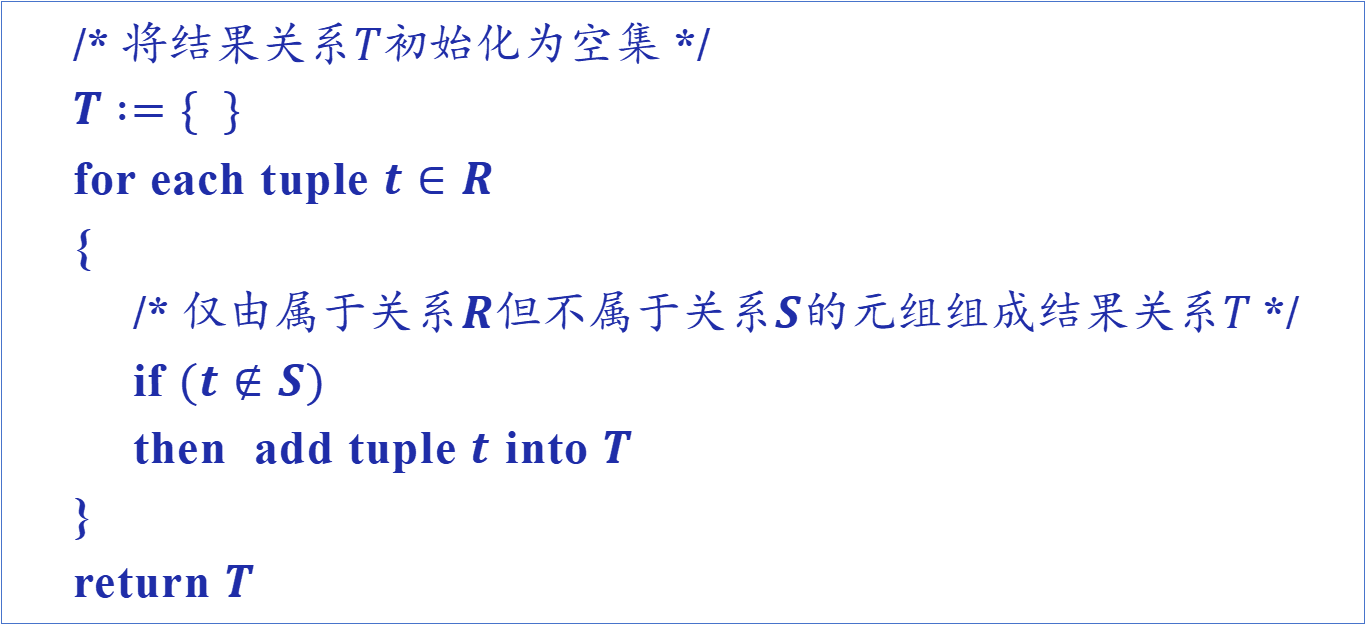 /* 将结果关系T初始化为空集 */
T := { }
for each tuple t ∈ R
{
/* 仅由属于关系R但不属于关系S的元组组成结果关系T */
if (t ∉ S)
then add tuple t into T
}
return T